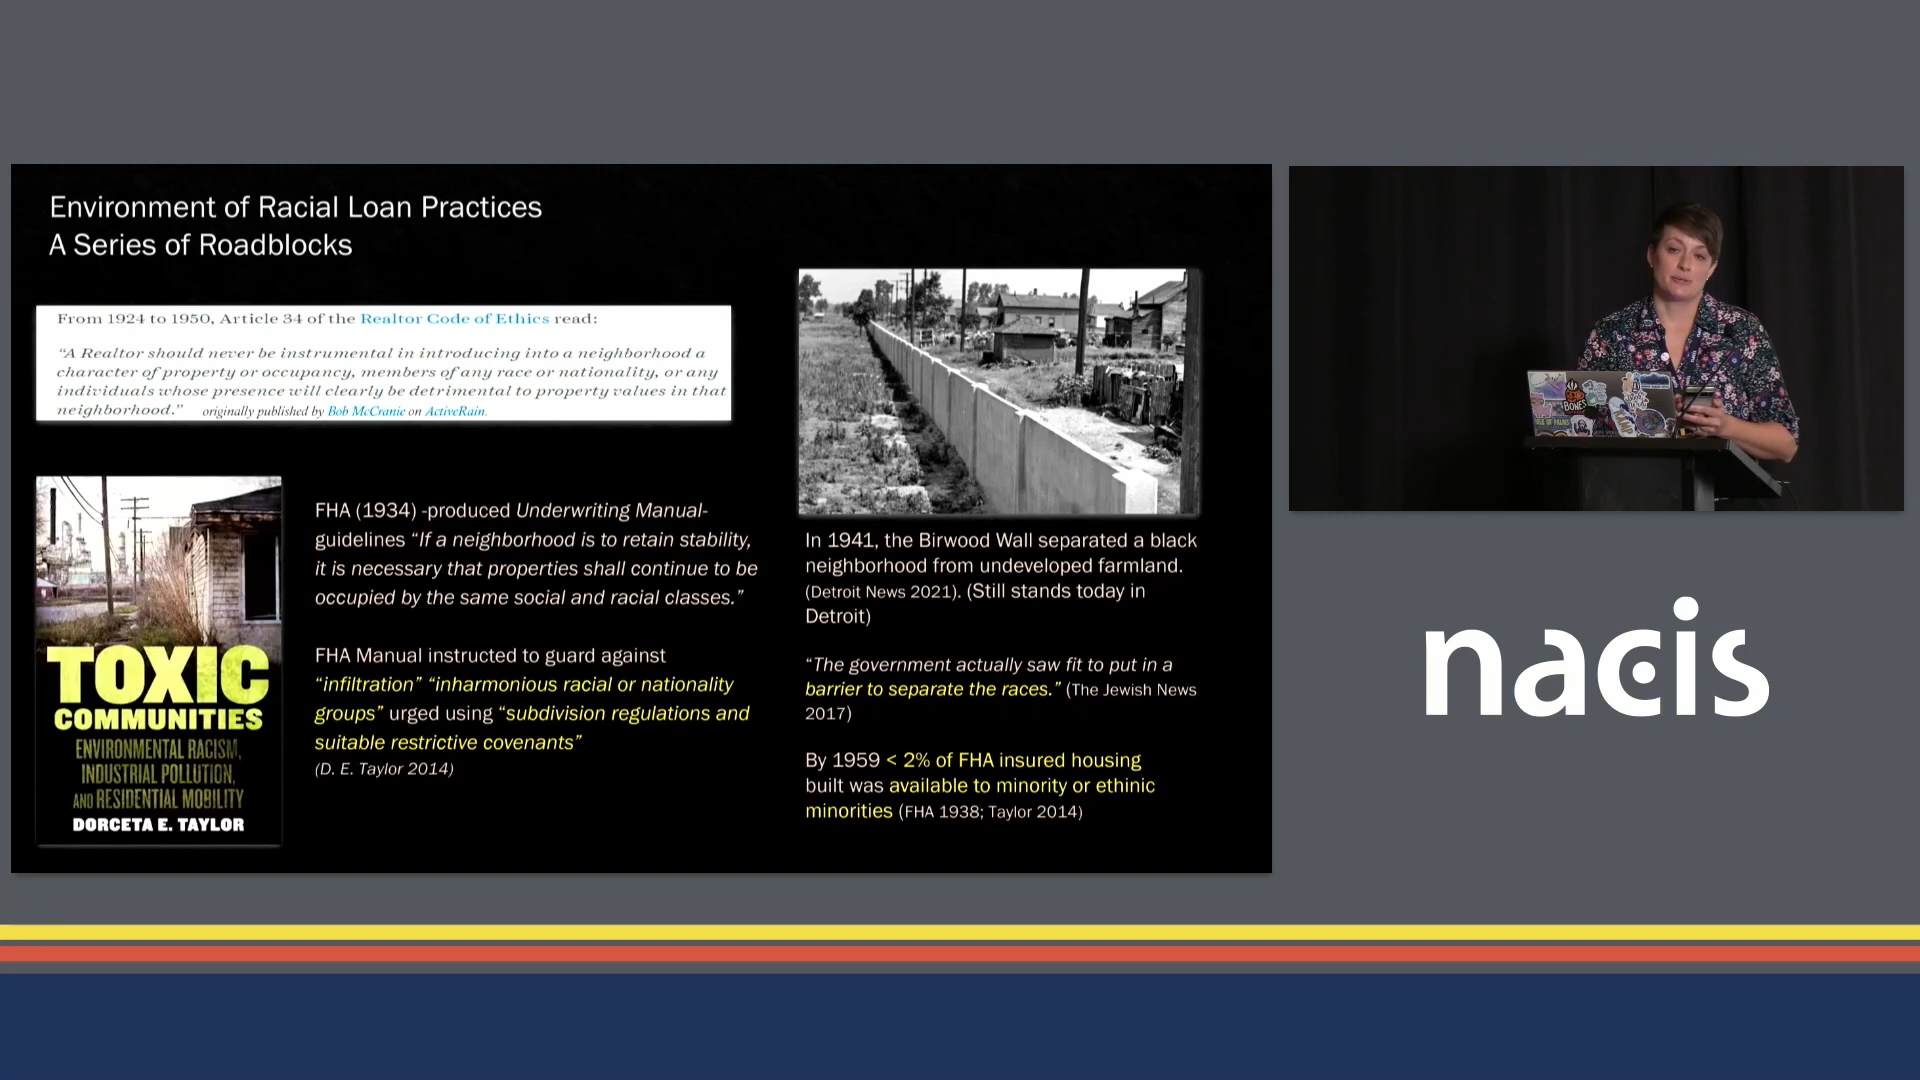 Environment of Racial Loan Practices
A Series of Roadblocks
From 1924 to 1950, Article 34 of the Realtor Code of Ethics read:
“A Realtor should never be instrumental in introducing into a neighborhood a
character of property or occupancy, members of any race or nationality, or any
individuals whose presence will clearly be detrimental to property values in that
neighborhood.” originally published by Bob McCranie on ActiveRain.
TOXIC
COMMUNITIES
ENVIRONMENTAL RACISM,
INDUSTRIAL POLLUTION,
AND RESIDENTIAL MOBILITY
DORCETA E. TAYLOR
FHA (1934) -produced Underwriting Manual-
guidelines “If a neighborhood is to retain stability,
it is necessary that properties shall continue to be
occupied by the same social and racial classes.”
FHA Manual instructed to guard against
“infiltration” “inharmonious racial or nationality
groups” urged using “subdivision regulations and
suitable restrictive covenants”
(D. E. Taylor 2014)
In 1941, the Birwood Wall separated a black
neighborhood from undeveloped farmland.
(Detroit News 2021). (Still stands today in
Detroit)
“The government actually saw fit to put in a
barrier to separate the races.” (The Jewish News
2017)
By 1959 < 2% of FHA insured housing
built was available to minority or ethinic
minorities (FHA 1938; Taylor 2014)
BONES
ISLE OF PALMS
nacis